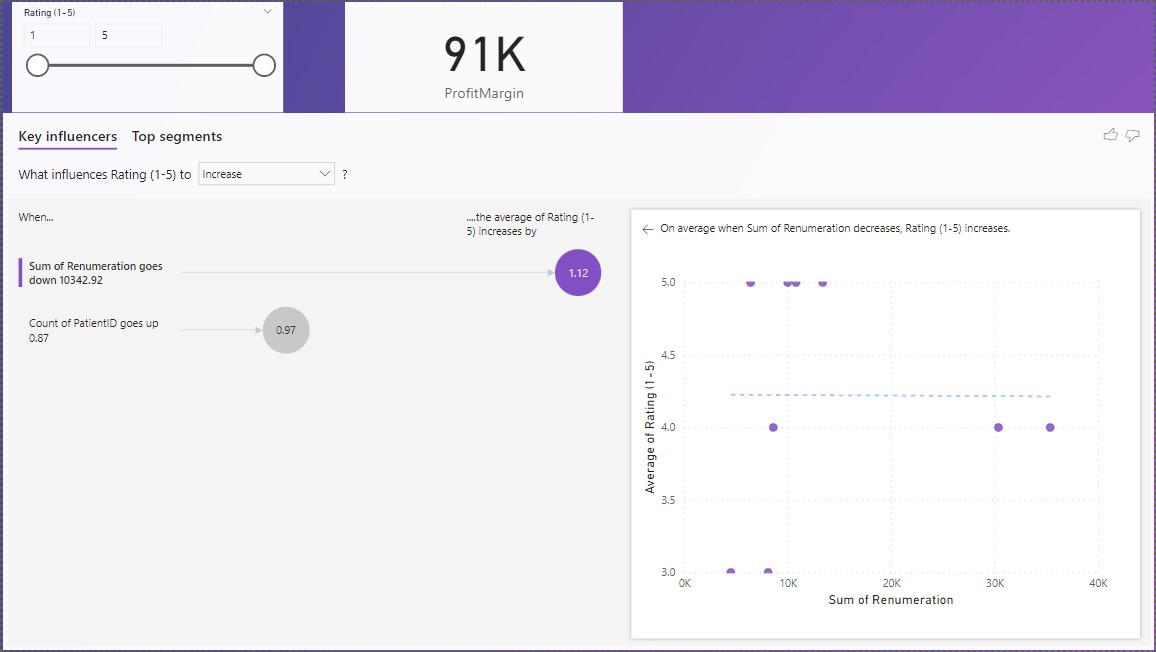 Rating (1-5)
1
5
91K
ProfitMargin
Key influencers
Top segments
What influences Rating (1-5) to
Increase
?
When...
....the average of Rating (1-
5) increases by
Sum of Renumeration goes
down 10342.92
1.12
Count of PatientID goes up
0.87
0.97
On average when Sum of Renumeration decreases, Rating (1-5) increases.
5.0
4.5
4.0
3.5
3.0
Average of Rating (1-5)
0K
10K
20K
30K
40K
Sum of Renumeration